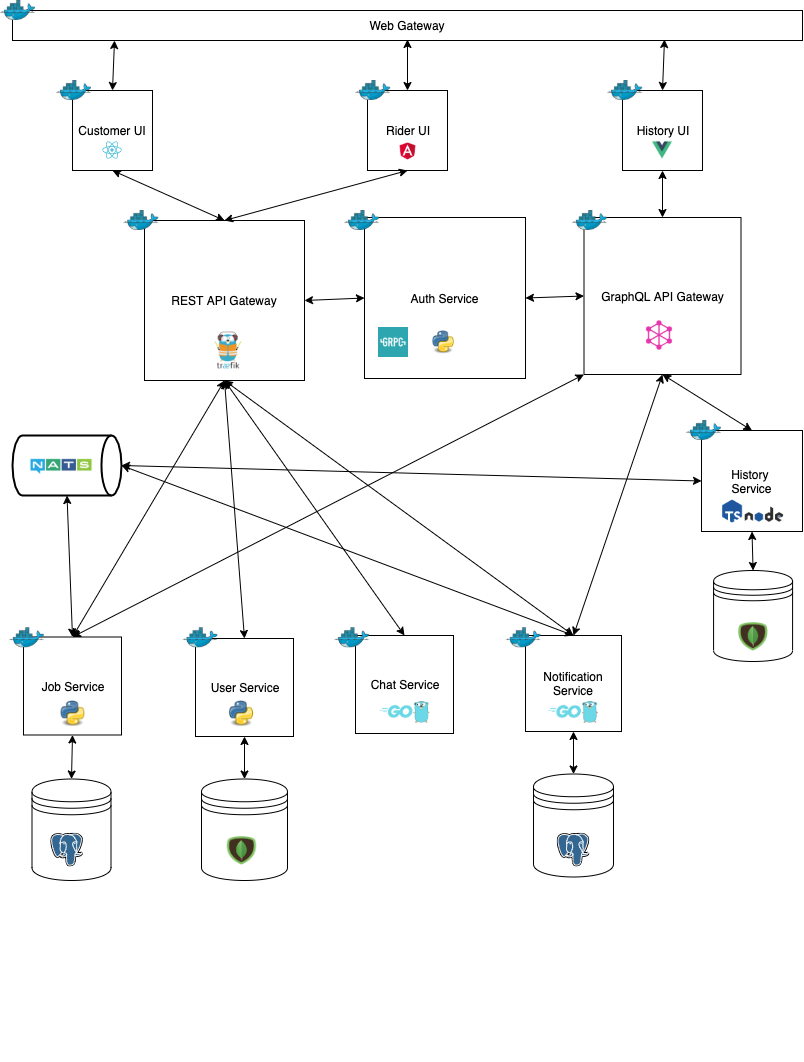 Web Gateway
Customer UI
Rider UI
A
History UI
REST API Gateway
træfik
Auth Service
GRPC
GraphQL API Gateway
NATS
History
Service
TS node
Job Service
User Service
Chat Service
GO
Notification
Service
GO